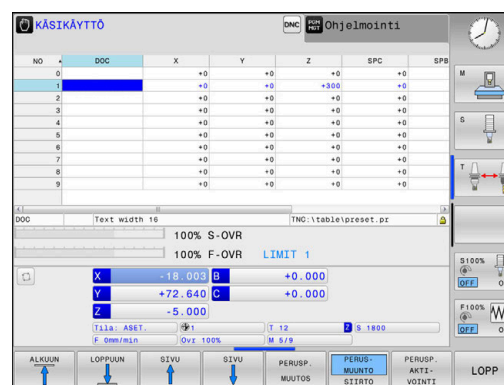 KÄSIKÄYTTÖ DNC PGM MGT Ohjelmointi
NO DOC X Y Z SPC SPB
0 +0 +0 +0 +0
1 +0 +0 +300 +0
2 +0 +0 +0 +0
3 +0 +0 +0 +0
4 +0 +0 +0 +0
5 +0 +0 +0 +0
6 +0 +0 +0 +0
7 +0 +0 +0 +0
8 +0 +0 +0 +0
9 +0 +0 +0 +0
DOC Text width 16 TNC:\table\preset.pr
100% S-OVR
100% F-OVR LIMIT 1
X -18.003 B +0.000
Y +72.640 C +0.000
Z -5.000
Tila: ASET. 1 T 12 Z S 1800
F 0mm/min Ovr 100% M 5/9
M
S
T
S100%
OFF
F100%
OFF
ALKUUN
LOPPUUN
SIVU
SIVU
PERUSP.
MUUTOS
PERUS-
MUUNTO
SIIRTO
PERUSP.
AKTI-
VOINTI
LOPP